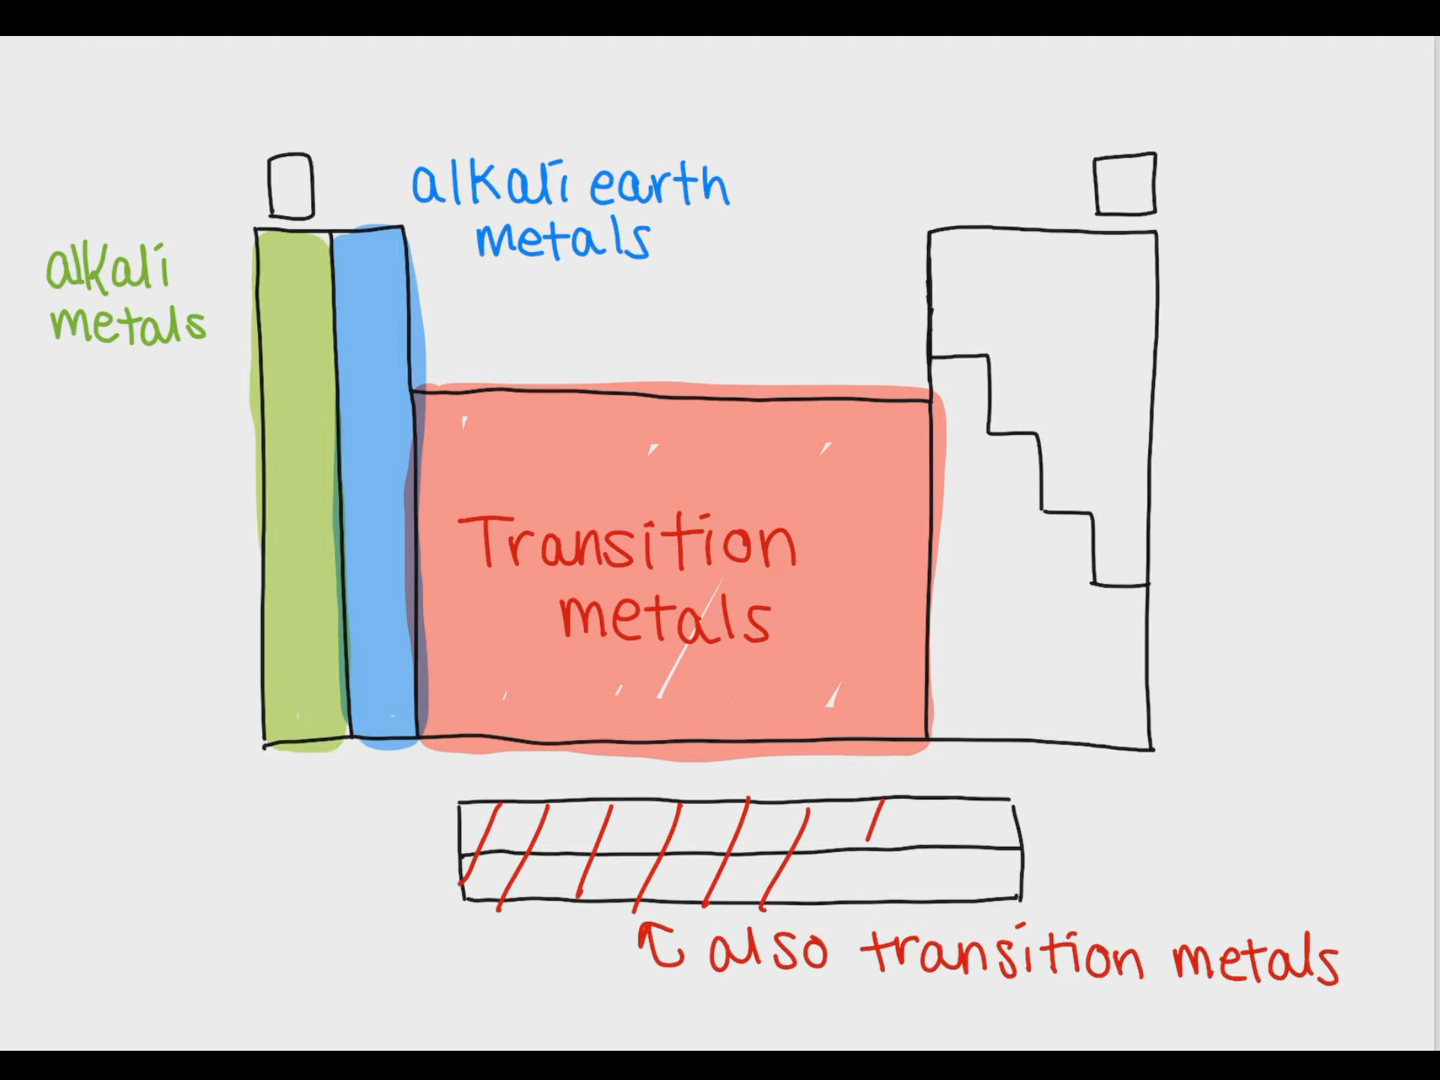 alkali earth
metals
alkali
metals
Transition
metals
also transition metals